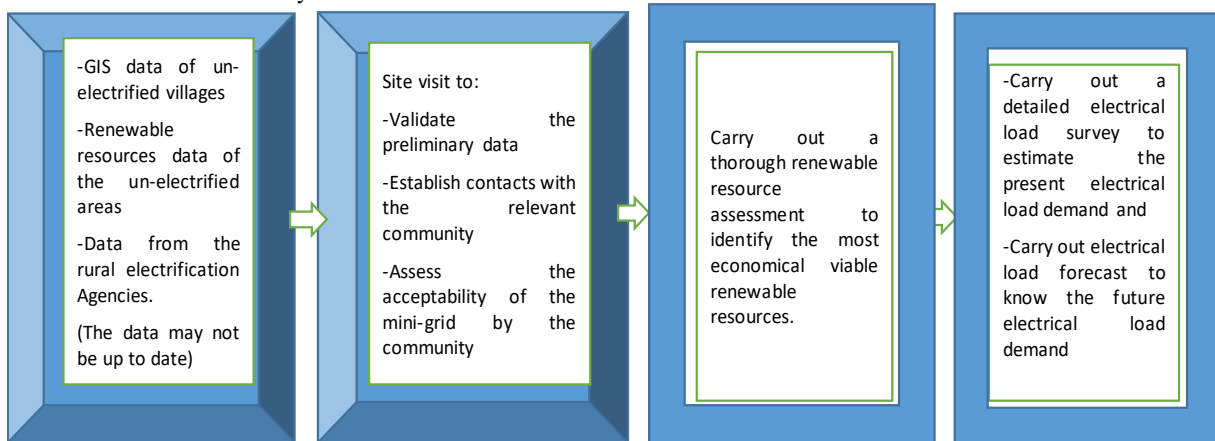 -GIS data of un-
electrified villages
-Renewable
resources data of
the un-electrified
areas
-Data from the
rural electrification
Agencies.
(The data may not
be up to date)
Site visit to:
-Validate the
preliminary data
-Establish contacts with
the relevant
community
-Assess the
acceptability of the
mini-grid by the
community
Carry out a
thorough renewable
resource
assessment to
identify the most
economical viable
renewable
resources.
-Carry out a
detailed electrical
load survey to
estimate the
present electrical
load demand and
-Carry out electrical
load forecast to
know the future
electrical load
demand